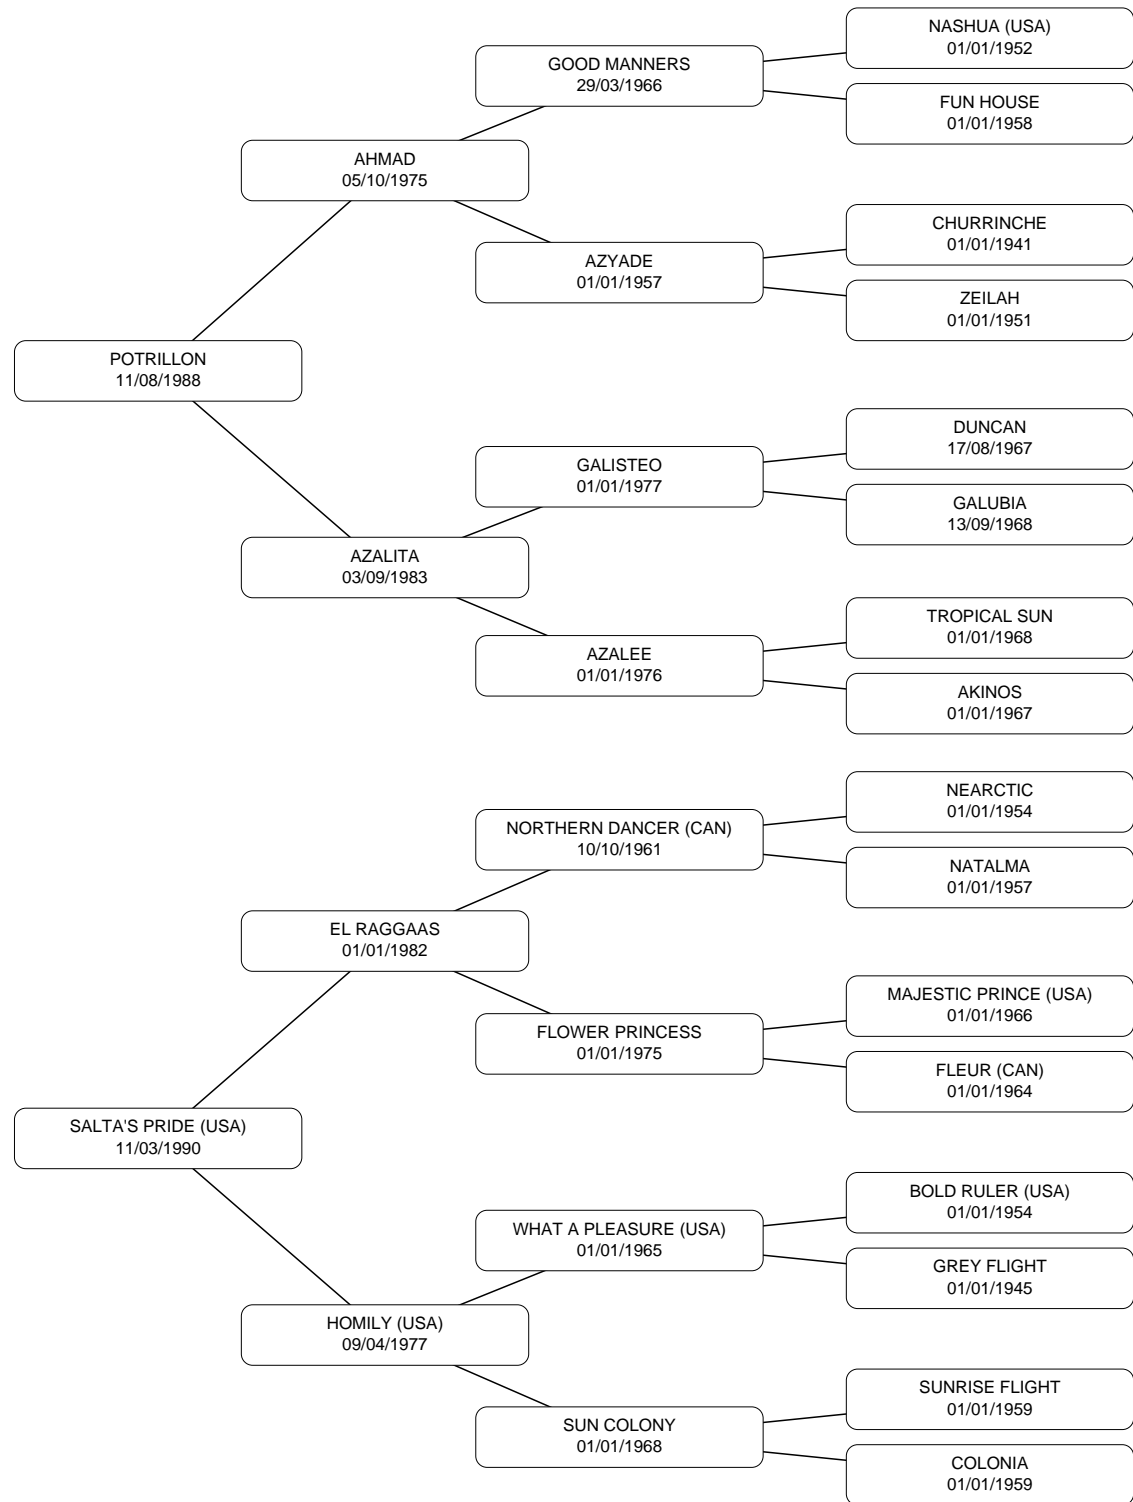 NASHUA (USA)
01/01/1952
GOOD MANNERS
29/03/1966
FUN HOUSE
01/01/1958
AHMAD
05/10/1975
CHURRINCHE
01/01/1941
AZYADE
01/01/1957
ZEILAH
01/01/1951
POTRILLON
11/08/1988
DUNCAN
17/08/1967
GALISTEO
01/01/1977
GALUBIA
13/09/1968
AZALITA
03/09/1983
TROPICAL SUN
01/01/1968
AZALEE
01/01/1976
AKINOS
01/01/1967
NEARCTIC
01/01/1954
NORTHERN DANCER (CAN)
10/10/1961
NATALMA
01/01/1957
EL RAGGAAS
01/01/1982
MAJESTIC PRINCE (USA)
01/01/1966
FLOWER PRINCESS
01/01/1975
FLEUR (CAN)
01/01/1964
SALTA'S PRIDE (USA)
11/03/1990
BOLD RULER (USA)
01/01/1954
WHAT A PLEASURE (USA)
01/01/1965
GREY FLIGHT
01/01/1945
HOMILY (USA)
09/04/1977
SUNRISE FLIGHT
01/01/1959
SUN COLONY
01/01/1968
COLONIA
01/01/1959